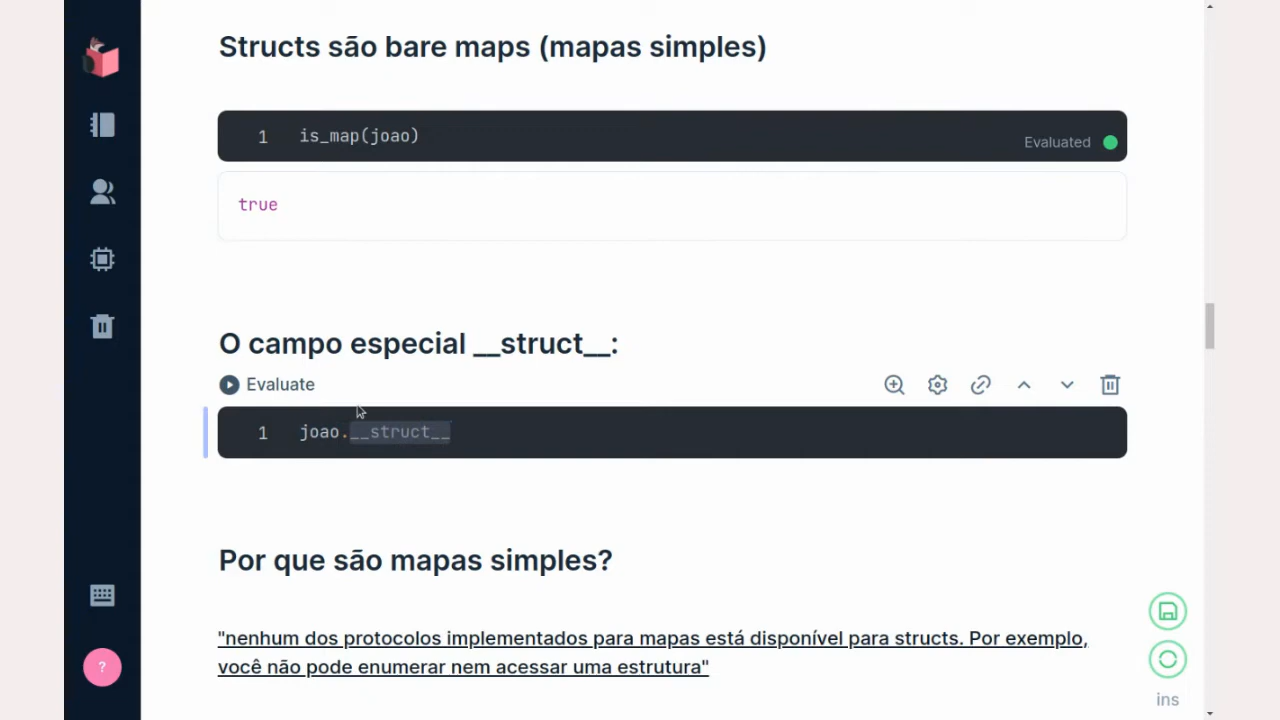 Structs são bare maps (mapas simples)
1 is_map(joao)
Evaluated
true
O campo especial __struct__:
Evaluate
1 joao.__struct__
Por que são mapas simples?
"nenhum dos protocolos implementados para mapas está disponível para structs. Por exemplo,
você não pode enumerar nem acessar uma estrutura"
?
ins